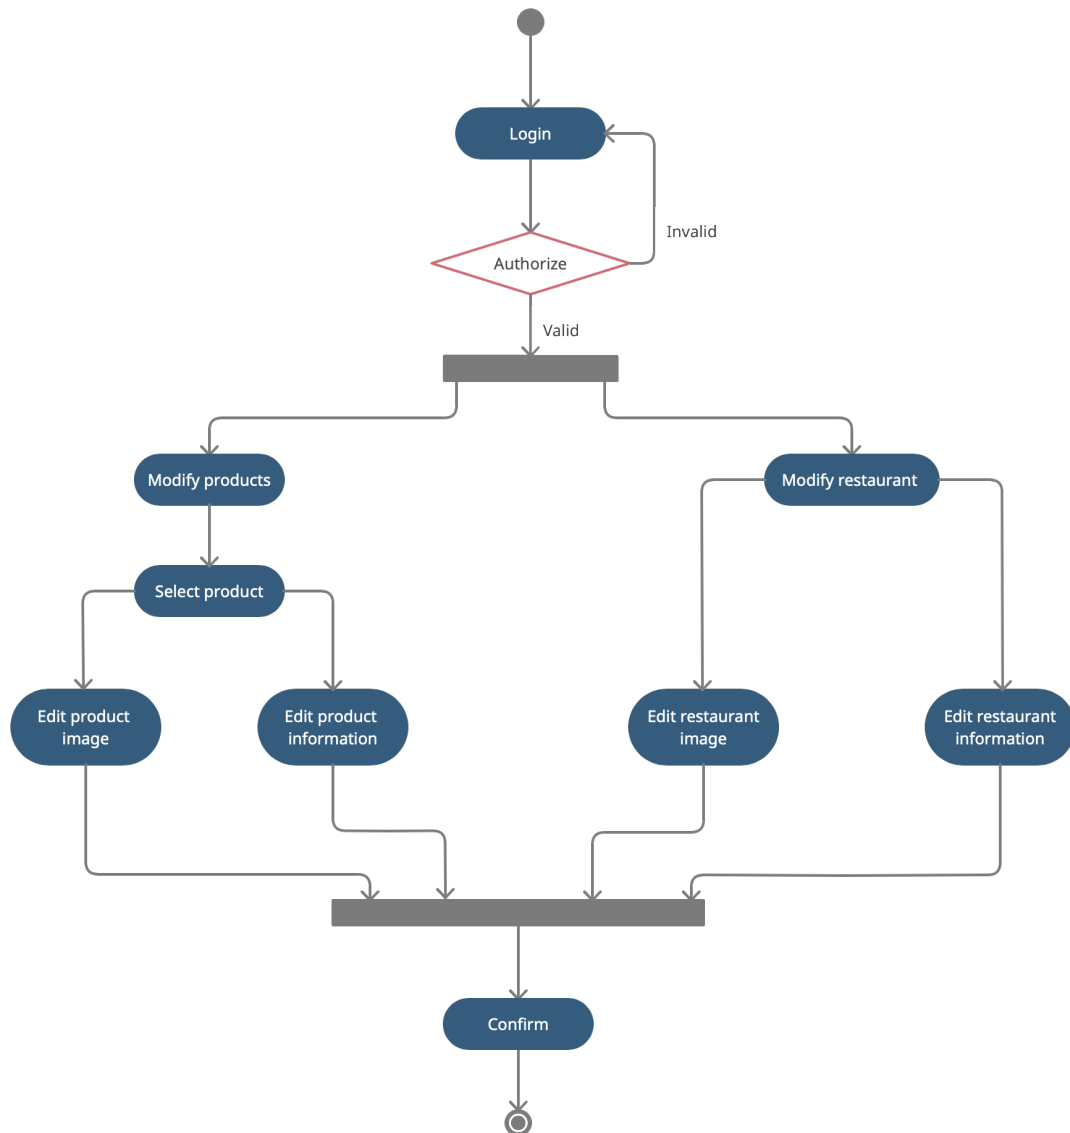 Login
Invalid
Authorize
Valid
Modify products
Modify restaurant
Select product
Edit product
image
Edit product
information
Edit restaurant
image
Edit restaurant
information
Confirm